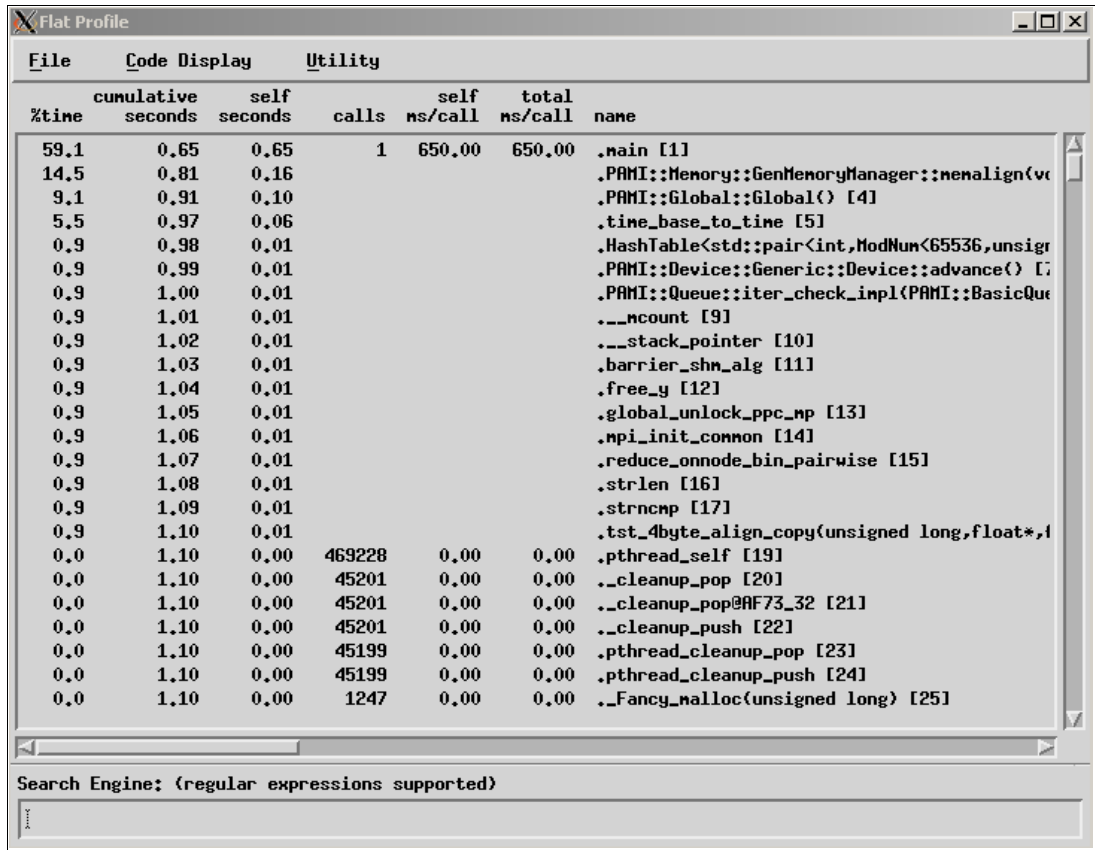 Flat Profile
File Code Display Utility
cumulative self self total
%time seconds seconds calls ms/call ms/call name
59.1 0.65 0.65 1 650.00 650.00 .main [1]
14.5 0.81 0.16 .PAMI::Memory::GenMemoryManager::memalign(vo
9.1 0.91 0.10 .PAMI::Global::Global() [4]
5.5 0.97 0.06 .time_base_to_time [5]
0.9 0.98 0.01 .HashTable<std::pair<int,ModNum<65536,unsign
0.9 0.99 0.01 .PAMI::Device::Generic::Device::advance() [7
0.9 1.00 0.01 .PAMI::Queue::iter_check_impl(PAMI::BasicQue
0.9 1.01 0.01 .__mcount [9]
0.9 1.02 0.01 .__stack_pointer [10]
0.9 1.03 0.01 .barrier_shm_alg [11]
0.9 1.04 0.01 .free_y [12]
0.9 1.05 0.01 .global_unlock_ppc_mp [13]
0.9 1.06 0.01 .mpi_init_common [14]
0.9 1.07 0.01 .reduce_onnode_bin_pairwise [15]
0.9 1.08 0.01 .strlen [16]
0.9 1.09 0.01 .strncmp [17]
0.9 1.10 0.01 .tst_4byte_align_copy(unsigned long,float*,f
0.0 1.10 0.00 469228 0.00 0.00 .pthread_self [19]
0.0 1.10 0.00 45201 0.00 0.00 ._cleanup_pop [20]
0.0 1.10 0.00 45201 0.00 0.00 ._cleanup_pop@AF73_32 [21]
0.0 1.10 0.00 45201 0.00 0.00 ._cleanup_push [22]
0.0 1.10 0.00 45199 0.00 0.00 .pthread_cleanup_pop [23]
0.0 1.10 0.00 45199 0.00 0.00 .pthread_cleanup_push [24]
0.0 1.10 0.00 1247 0.00 0.00 ._Fancy_malloc(unsigned long) [25]
Search Engine: (regular expressions supported)